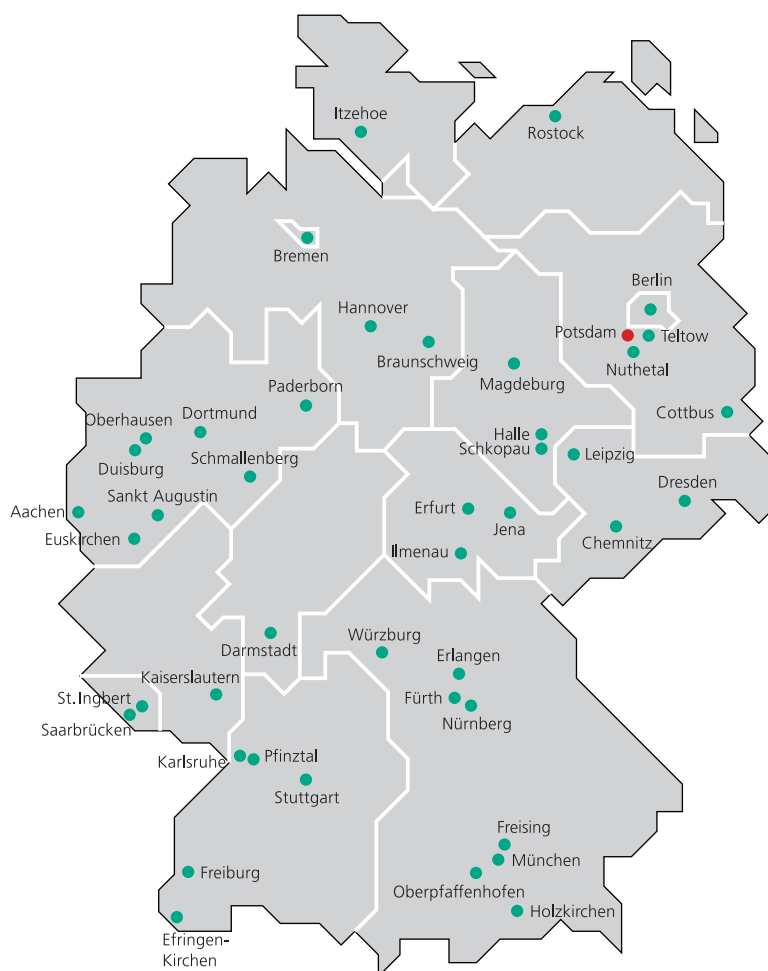 Itzehoe
Rostock
Bremen
Berlin
Hannover
Potsdam
Teltow
Braunschweig
Nuthetal
Magdeburg
Paderborn
Cottbus
Oberhausen
Dortmund
Halle
Schkopau
Leipzig
Duisburg
Schmallenberg
Dresden
Sankt Augustin
Aachen
Erfurt
Jena
Chemnitz
Euskirchen
Ilmenau
Darmstadt
Würzburg
Erlangen
Kaiserslautern
St. Ingbert
Fürth
Saarbrücken
Nürnberg
Karlsruhe
Pfinztal
Stuttgart
Freising
München
Freiburg
Oberpfaffenhofen
Holzkirchen
Efringen-
Kirchen